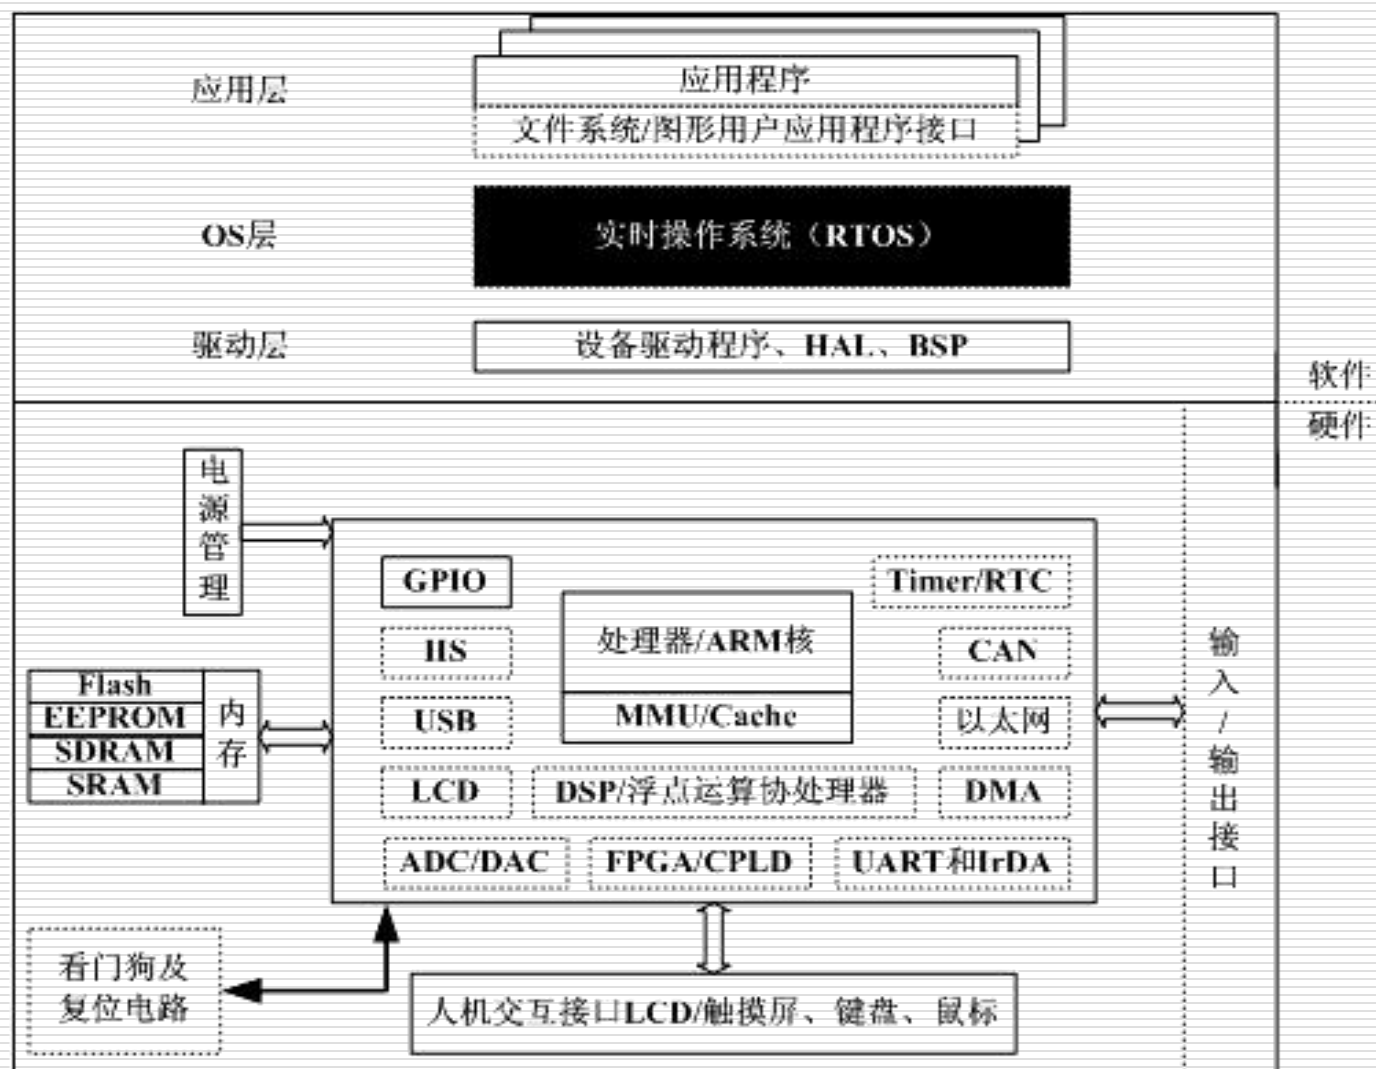 应用层
应用程序
文件系统/图形用户应用程序接口
OS层
实时操作系统（RTOS）
驱动层
设备驱动程序、HAL、BSP
软件
硬件
电源管理
GPIO
Timer/RTC
处理器/ARM核
IIS
CAN
MMU/Cache
USB
以太网
Flash
EEPROM
SDRAM
SRAM
内存
LCD
DSP/浮点运算协处理器
DMA
ADC/DAC
FPGA/CPLD
UART和IrDA
输入/输出接口
看门狗及
复位电路
人机交互接口LCD/触摸屏、键盘、鼠标